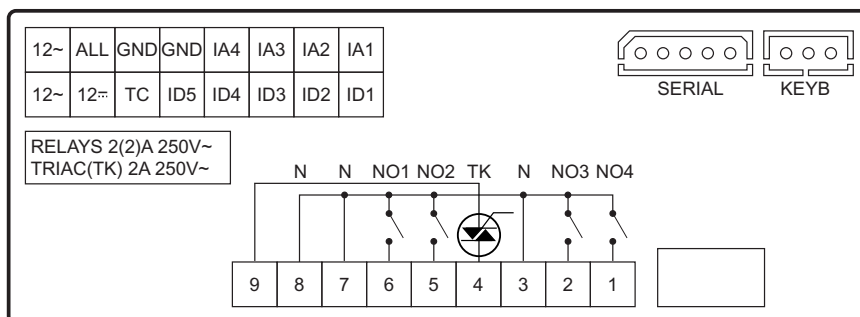 12~ ALL GND GND IA4 IA3 IA2 IA1
12~ 12⎓ TC ID5 ID4 ID3 ID2 ID1
SERIAL KEYB
RELAYS 2(2)A 250V~
TRIAC(TK) 2A 250V~
N N NO1 NO2 TK N NO3 NO4
9 8 7 6 5 4 3 2 1